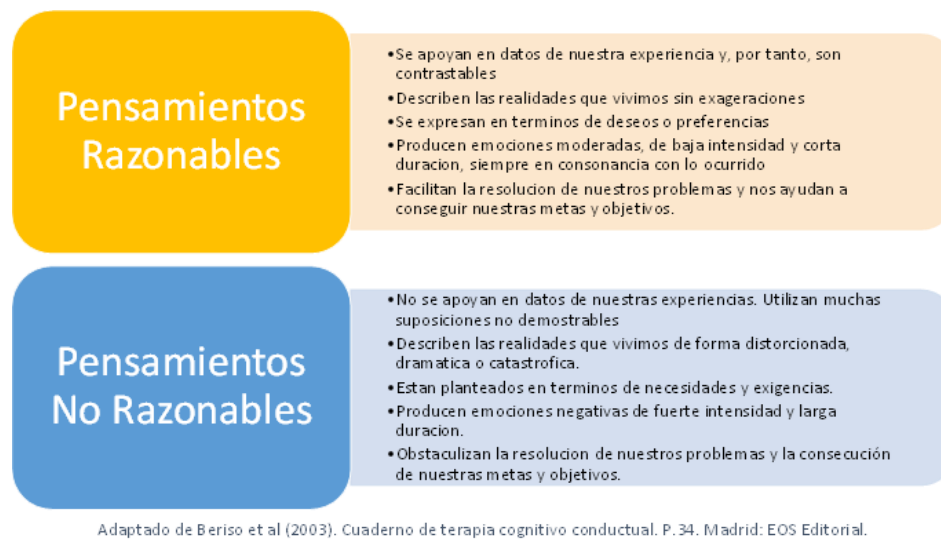 Pensamientos
Razonables
•Se apoyan en datos de nuestra experiencia y, por tanto, son
contrastables
•Describen las realidades que vivimos sin exageraciones
•Se expresan en terminos de deseos o preferencias
•Producen emociones moderadas, de baja intensidad y corta
duracion, siempre en consonancia con lo ocurrido
•Facilitan la resolucion de nuestros problemas y nos ayudan a
conseguir nuestras metas y objetivos.
Pensamientos
No Razonables
•No se apoyan en datos de nuestras experiencias. Utilizan muchas
suposiciones no demostrables
•Describen las realidades que vivimos de forma distorcionada,
dramatica o catastrofica.
•Estan planteados en terminos de necesidades y exigencias.
•Producen emociones negativas de fuerte intensidad y larga
duracion.
•Obstaculizan la resolucion de nuestros problemas y la consecución
de nuestras metas y objetivos.
Adaptado de Beriso et al (2003). Cuaderno de terapia cognitivo conductual. P.34. Madrid: EOS Editorial.